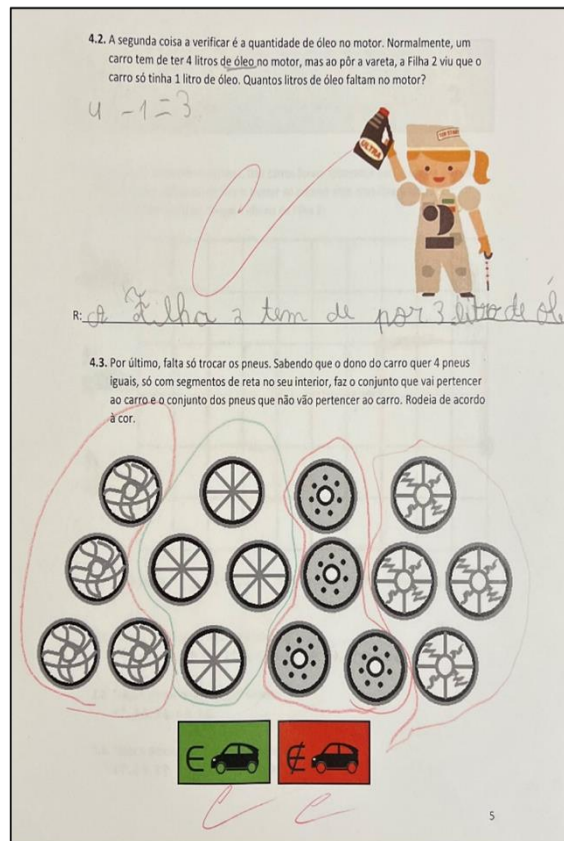 4.2. A segunda coisa a verificar é a quantidade de óleo no motor. Normalmente, um
carro tem de ter 4 litros de óleo no motor, mas ao pôr a vareta, a Filha 2 viu que o
carro só tinha 1 litro de óleo. Quantos litros de óleo faltam no motor?
4 - 1 = 3
ULTRA
R: A Filha 2 tem de por 3 litro de ól
4.3. Por último, falta só trocar os pneus. Sabendo que o dono do carro quer 4 pneus
iguais, só com segmentos de reta no seu interior, faz o conjunto que vai pertencer
ao carro e o conjunto dos pneus que não vão pertencer ao carro. Rodeia de acordo
à cor.
∈ ∉
5